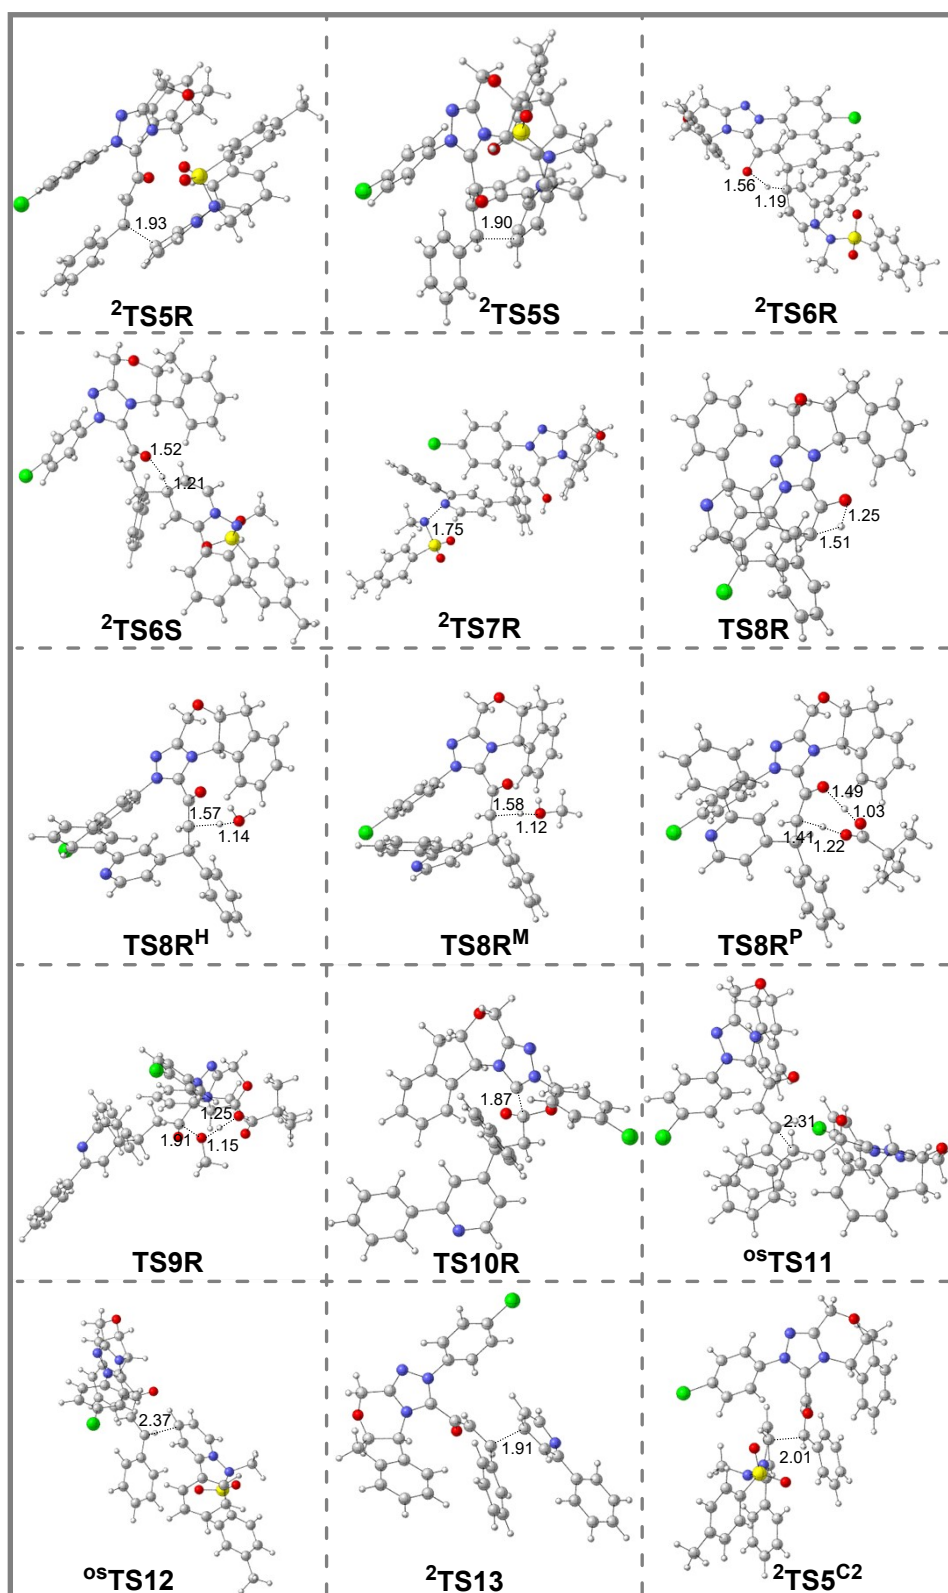 1.93
²TS5R
1.90
²TS5S
1.56
1.19
²TS6R
1.52
1.21
²TS6S
1.75
²TS7R
1.25
1.51
TS8R
1.57
1.14
TS8Rᴴ
1.58
1.12
TS8Rᴹ
1.49
1.03
1.41
1.22
TS8Rᴾ
1.25
1.91
1.15
TS9R
1.87
TS10R
2.31
ᵒˢTS11
2.37
ᵒˢTS12
1.91
²TS13
2.01
²TS5ᶜ²